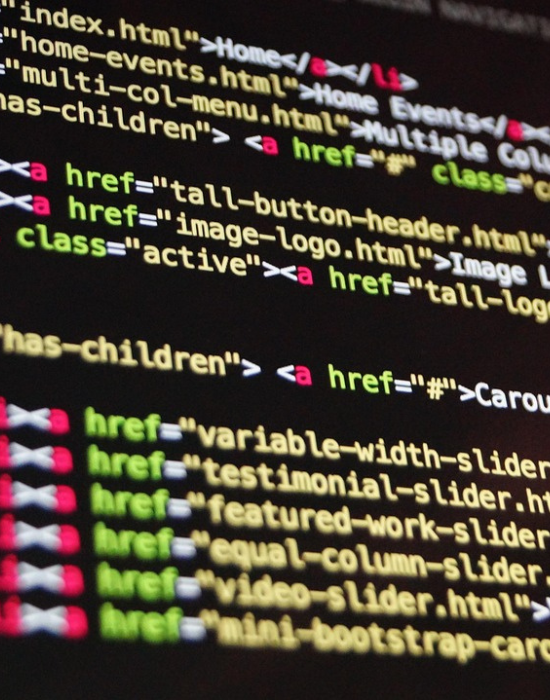 "index.html">Home</a></li>
="home-events.html">Home Events</a><
="multi-col-menu.html">Multiple Colu
has-children"> <a href="#" class="c
><a href="tall-button-header.html">
><a href="image-logo.html">Image L
class="active"><a href="tall-logo
"has-children"> <a href="#">Carou
i><a href="variable-width-slider
i><a href="testimonial-slider.ht
i><a href="featured-work-slider
i><a href="equal-column-slider.
i><a href="video-slider.html">
i><a href="mini-bootstrap-caro